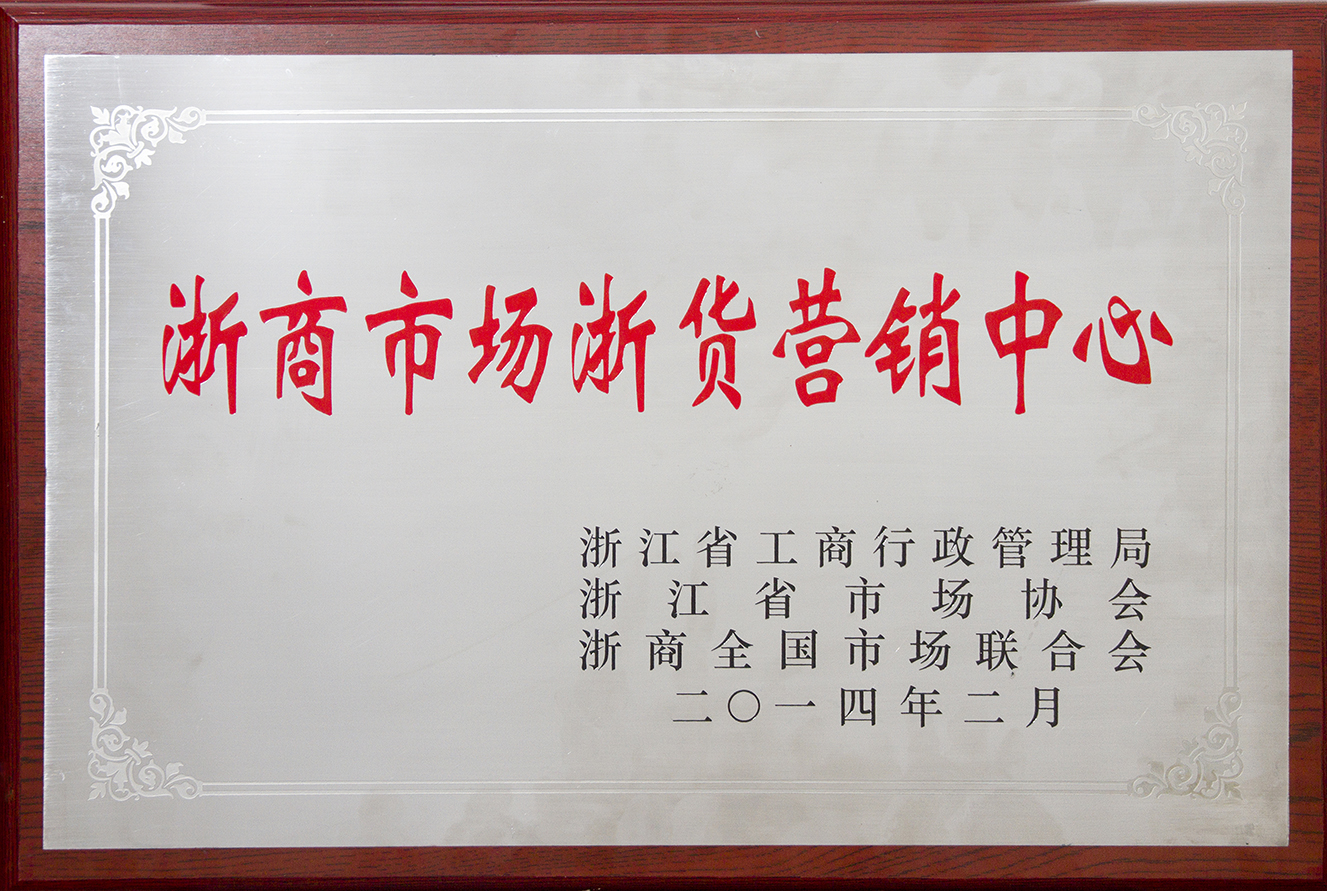 浙商市场浙货营销中心
浙江省工商行政管理局
浙江省市场协会
浙商全国市场联合会
二〇一四年二月